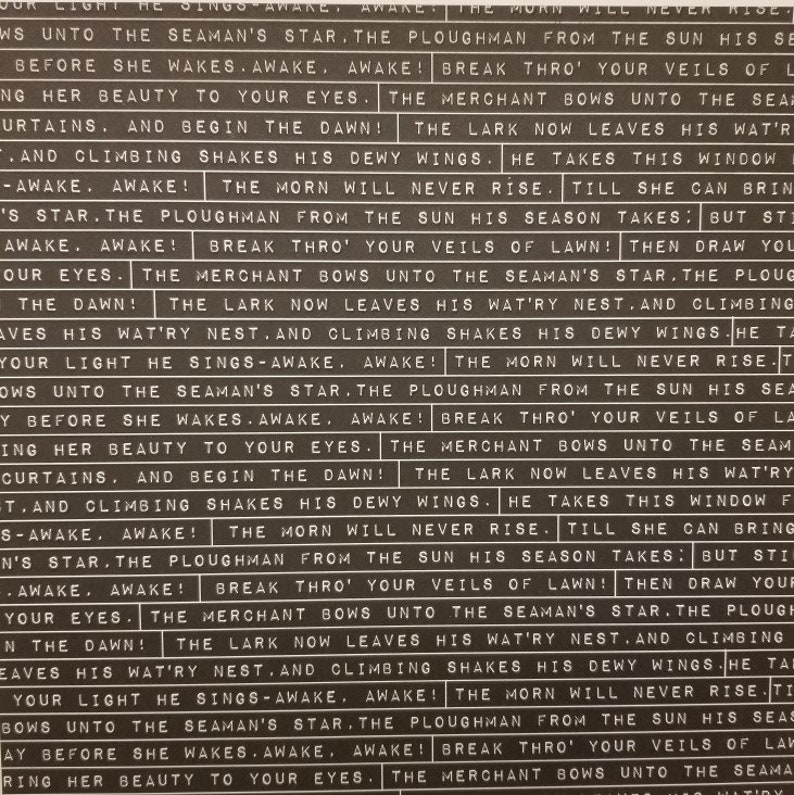 OUR LIGHT HE SINGS-AWAKE, AWAKE! THE MORN WILL NEVER RISE.
WS UNTO THE SEAMAN'S STAR,THE PLOUGHMAN FROM THE SUN HIS SE
BEFORE SHE WAKES.AWAKE, AWAKE! BREAK THRO' YOUR VEILS OF L
NG HER BEAUTY TO YOUR EYES. THE MERCHANT BOWS UNTO THE SEA
URTAINS, AND BEGIN THE DAWN! THE LARK NOW LEAVES HIS WAT'R
T,AND CLIMBING SHAKES HIS DEWY WINGS. HE TAKES THIS WINDOW
-AWAKE, AWAKE! THE MORN WILL NEVER RISE. TILL SHE CAN BRIN
'S STAR,THE PLOUGHMAN FROM THE SUN HIS SEASON TAKES; BUT STI
AWAKE, AWAKE! BREAK THRO' YOUR VEILS OF LAWN! THEN DRAW YOU
OUR EYES. THE MERCHANT BOWS UNTO THE SEAMAN'S STAR,THE PLOUG
THE DAWN! THE LARK NOW LEAVES HIS WAT'RY NEST,AND CLIMBING
AVES HIS WAT'RY NEST,AND CLIMBING SHAKES HIS DEWY WINGS. HE TA
YOUR LIGHT HE SINGS-AWAKE, AWAKE! THE MORN WILL NEVER RISE. T
OWS UNTO THE SEAMAN'S STAR,THE PLOUGHMAN FROM THE SUN HIS SEA
Y BEFORE SHE WAKES.AWAKE, AWAKE! BREAK THRO' YOUR VEILS OF LA
ING HER BEAUTY TO YOUR EYES. THE MERCHANT BOWS UNTO THE SEAM
CURTAINS, AND BEGIN THE DAWN! THE LARK NOW LEAVES HIS WAT'RY
T,AND CLIMBING SHAKES HIS DEWY WINGS. HE TAKES THIS WINDOW F
S-AWAKE, AWAKE! THE MORN WILL NEVER RISE. TILL SHE CAN BRING
N'S STAR,THE PLOUGHMAN FROM THE SUN HIS SEASON TAKES; BUT STI
.AWAKE, AWAKE! BREAK THRO' YOUR VEILS OF LAWN! THEN DRAW YOUR
YOUR EYES. THE MERCHANT BOWS UNTO THE SEAMAN'S STAR,THE PLOUGH
N THE DAWN! THE LARK NOW LEAVES HIS WAT'RY NEST,AND CLIMBING
EAVES HIS WAT'RY NEST,AND CLIMBING SHAKES HIS DEWY WINGS. HE TA
YOUR LIGHT HE SINGS-AWAKE, AWAKE! THE MORN WILL NEVER RISE. TI
BOWS UNTO THE SEAMAN'S STAR,THE PLOUGHMAN FROM THE SUN HIS SEAS
AY BEFORE SHE WAKES.AWAKE, AWAKE! BREAK THRO' YOUR VEILS OF LAW
RING HER BEAUTY TO YOUR EYES. THE MERCHANT BOWS UNTO THE SEAMA